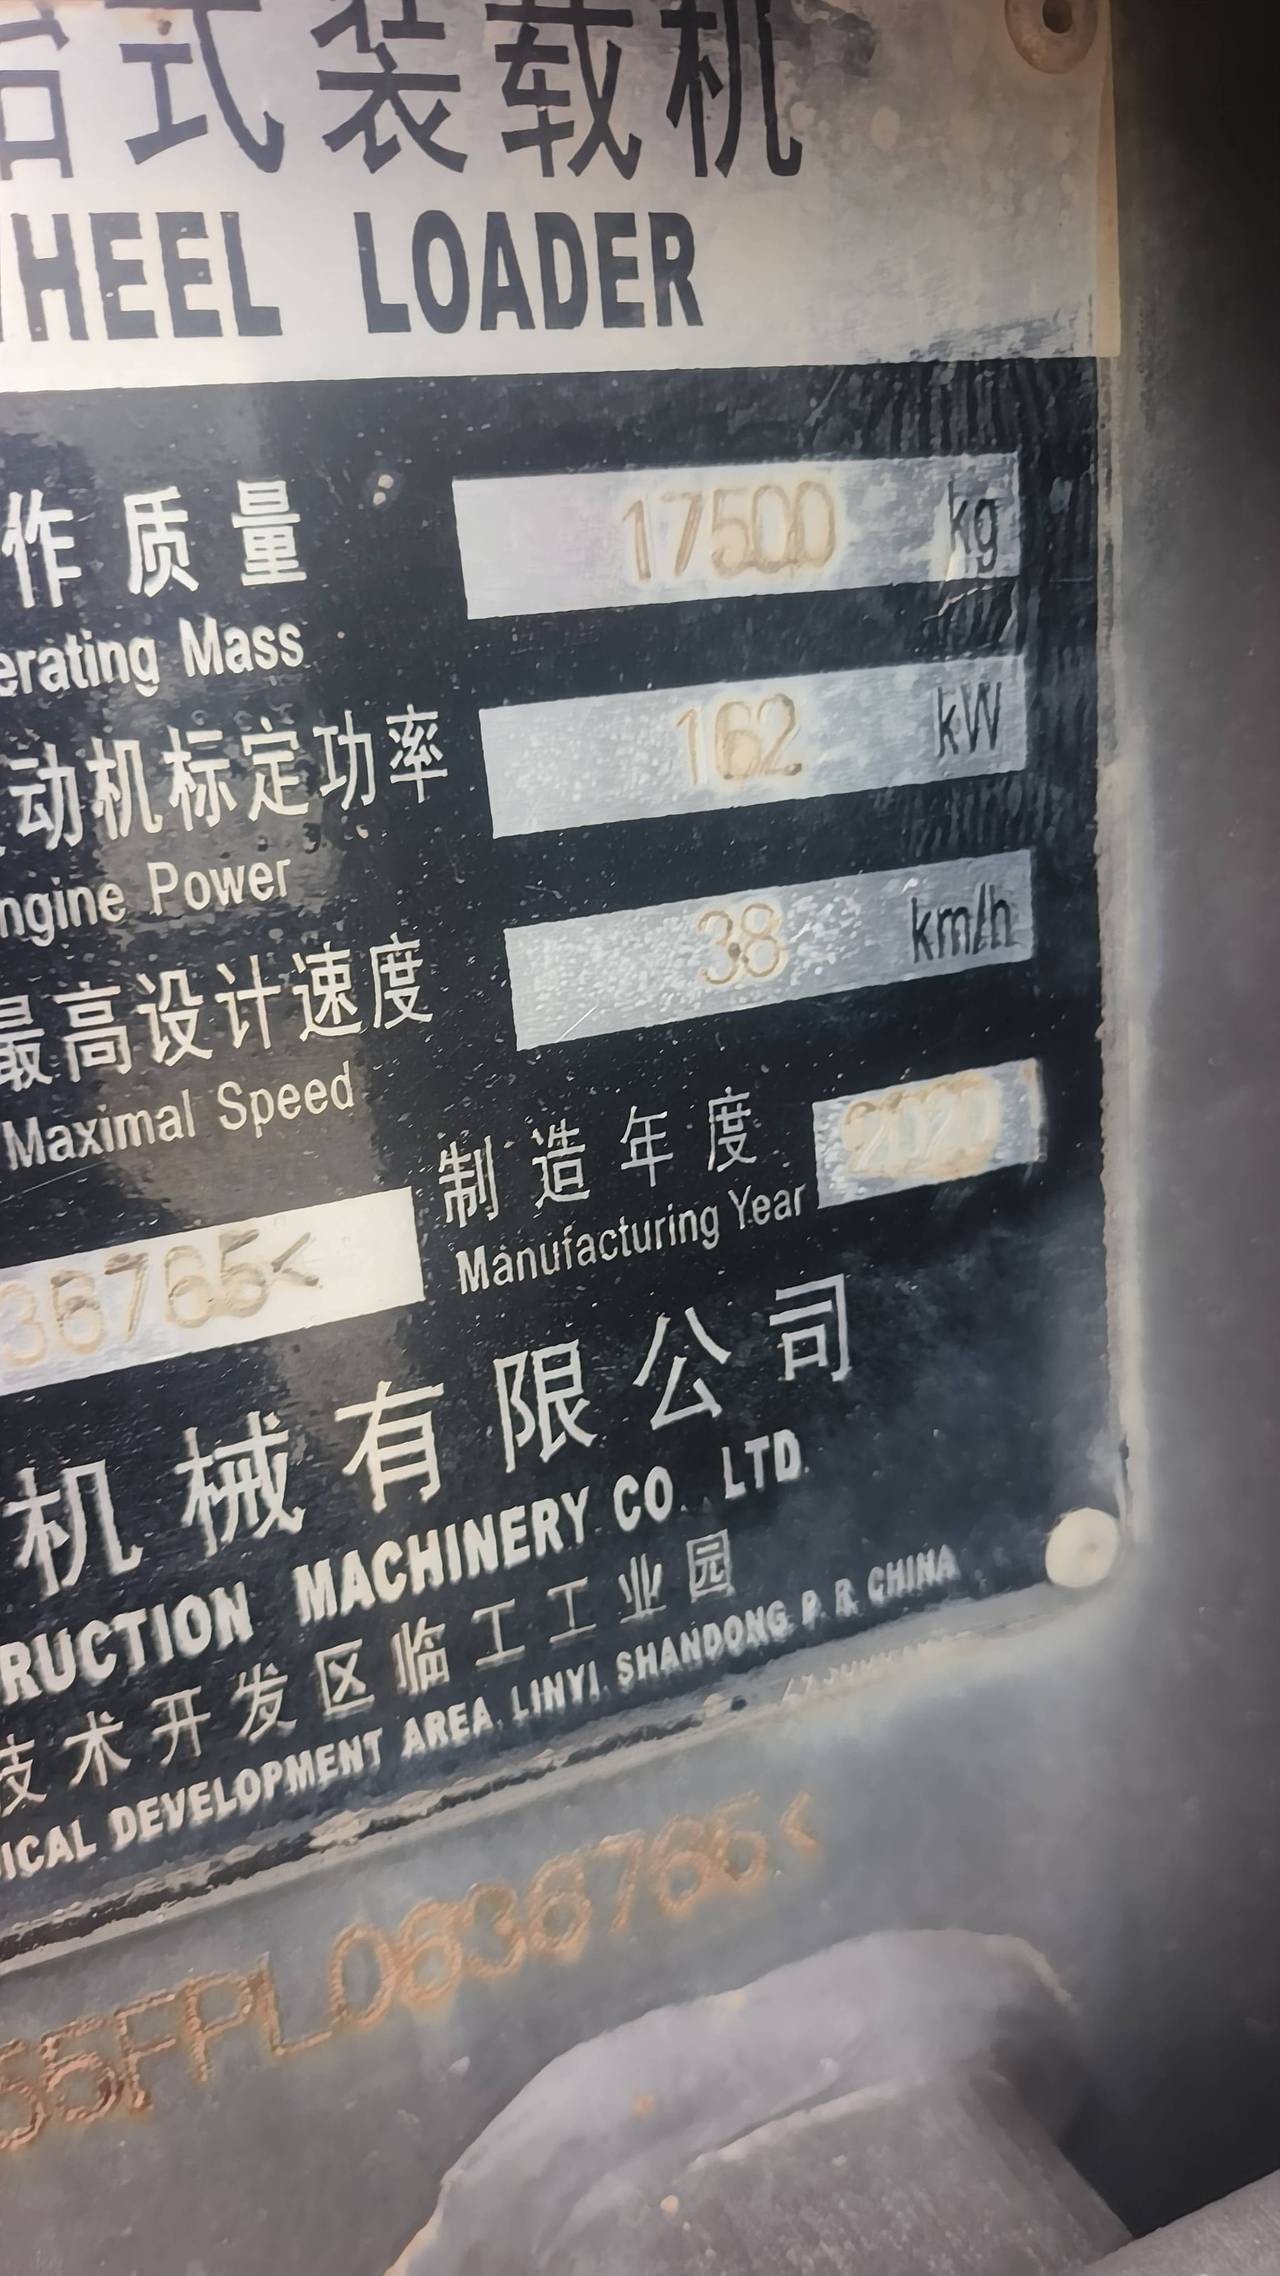 式装载机
WHEEL LOADER
作 质 量 17500 kg
erating Mass
动机标定功率 162 kW
ngine Power
最高设计速度 38 km/h
Maximal Speed
制 造 年 度 2020
Manufacturing Year
36765<
机 械 有 限 公 司
RUCTION MACHINERY CO. LTD.
技 术 开 发 区 临 工 工 业 园
ICAL DEVELOPMENT AREA, LINYI, SHANDONG P. R. CHINA
55FPL0636765<